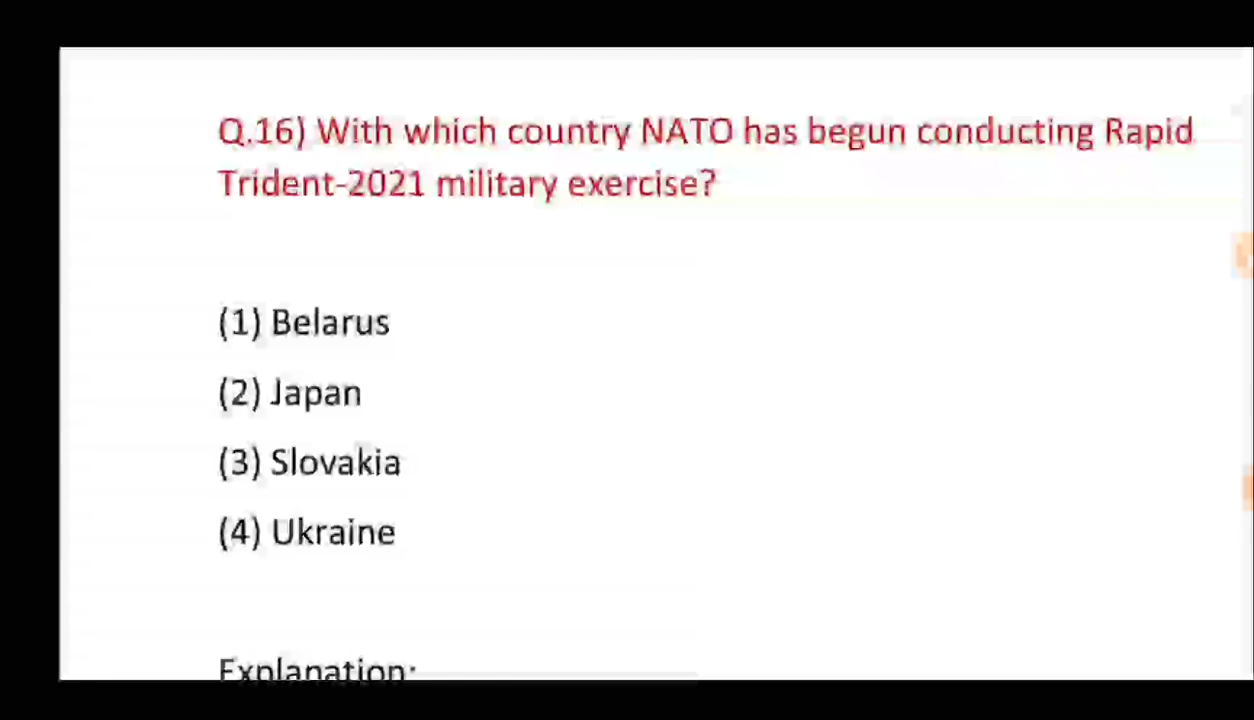 Q.16) With which country NATO has begun conducting Rapid
Trident-2021 military exercise?
(1) Belarus
(2) Japan
(3) Slovakia
(4) Ukraine
Explanation: